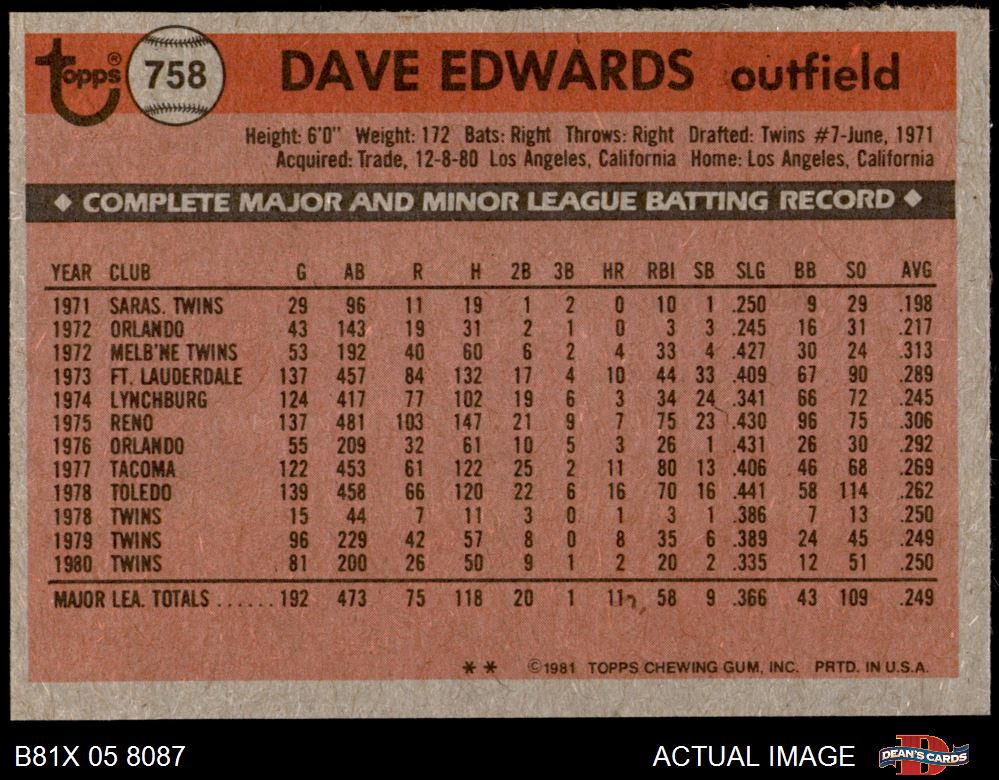 Topps® 758 DAVE EDWARDS outfield
Height: 6'0" Weight: 172 Bats: Right Throws: Right Drafted: Twins #7-June, 1971
Acquired: Trade, 12-8-80 Los Angeles, California Home: Los Angeles, California
◆ COMPLETE MAJOR AND MINOR LEAGUE BATTING RECORD ◆
YEAR CLUB G AB R H 2B 3B HR RBI SB SLG BB SO AVG
1971 SARAS. TWINS 29 96 11 19 1 2 0 10 1 .250 9 29 .198
1972 ORLANDO 43 143 19 31 2 1 0 3 3 .245 16 31 .217
1972 MELB'NE TWINS 53 192 40 60 6 2 4 33 4 .427 30 24 .313
1973 FT. LAUDERDALE 137 457 84 132 17 4 10 44 33 .409 67 90 .289
1974 LYNCHBURG 124 417 77 102 19 6 3 34 24 .341 66 72 .245
1975 RENO 137 481 103 147 21 9 7 75 23 .430 96 75 .306
1976 ORLANDO 55 209 32 61 10 5 3 26 1 .431 26 30 .292
1977 TACOMA 122 453 61 122 25 2 11 80 13 .406 46 68 .269
1978 TOLEDO 139 458 66 120 22 6 16 70 16 .441 58 114 .262
1978 TWINS 15 44 7 11 3 0 1 3 1 .386 7 13 .250
1979 TWINS 96 229 42 57 8 0 8 35 6 .389 24 45 .249
1980 TWINS 81 200 26 50 9 1 2 20 2 .335 12 51 .250
MAJOR LEA. TOTALS ...... 192 473 75 118 20 1 11 58 9 .366 43 109 .249
** ©1981 TOPPS CHEWING GUM, INC. PRTD. IN U.S.A.
B81X 05 8087 ACTUAL IMAGE DEAN'S CARDS